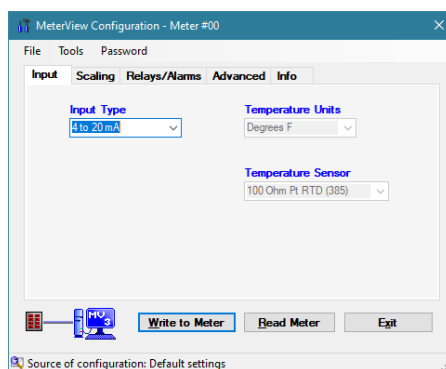 MeterView Configuration - Meter #00
File Tools Password
Input Scaling Relays/Alarms Advanced Info
Input Type Temperature Units
4 to 20 mA Degrees F
Temperature Sensor
100 Ohm Pt RTD (385)
MV
3
Write to Meter Read Meter Exit
Source of configuration: Default settings